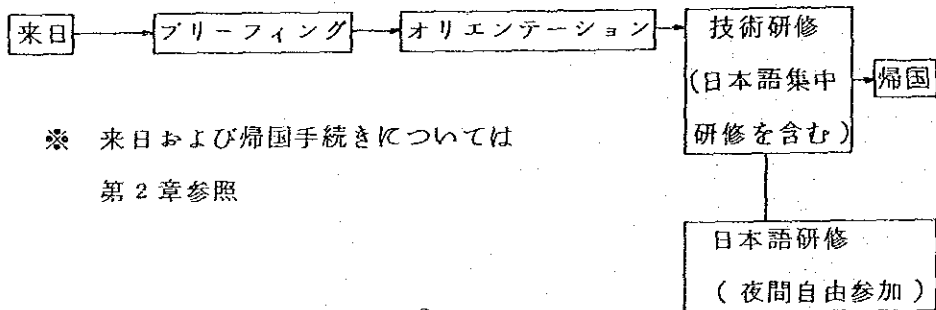 来日
ブリーフィング
オリエンテーション
技術研修
(日本語集中
研修を含む)
帰国
※ 来日および帰国手続きについては
第2章参照
日本語研修
(夜間自由参加)